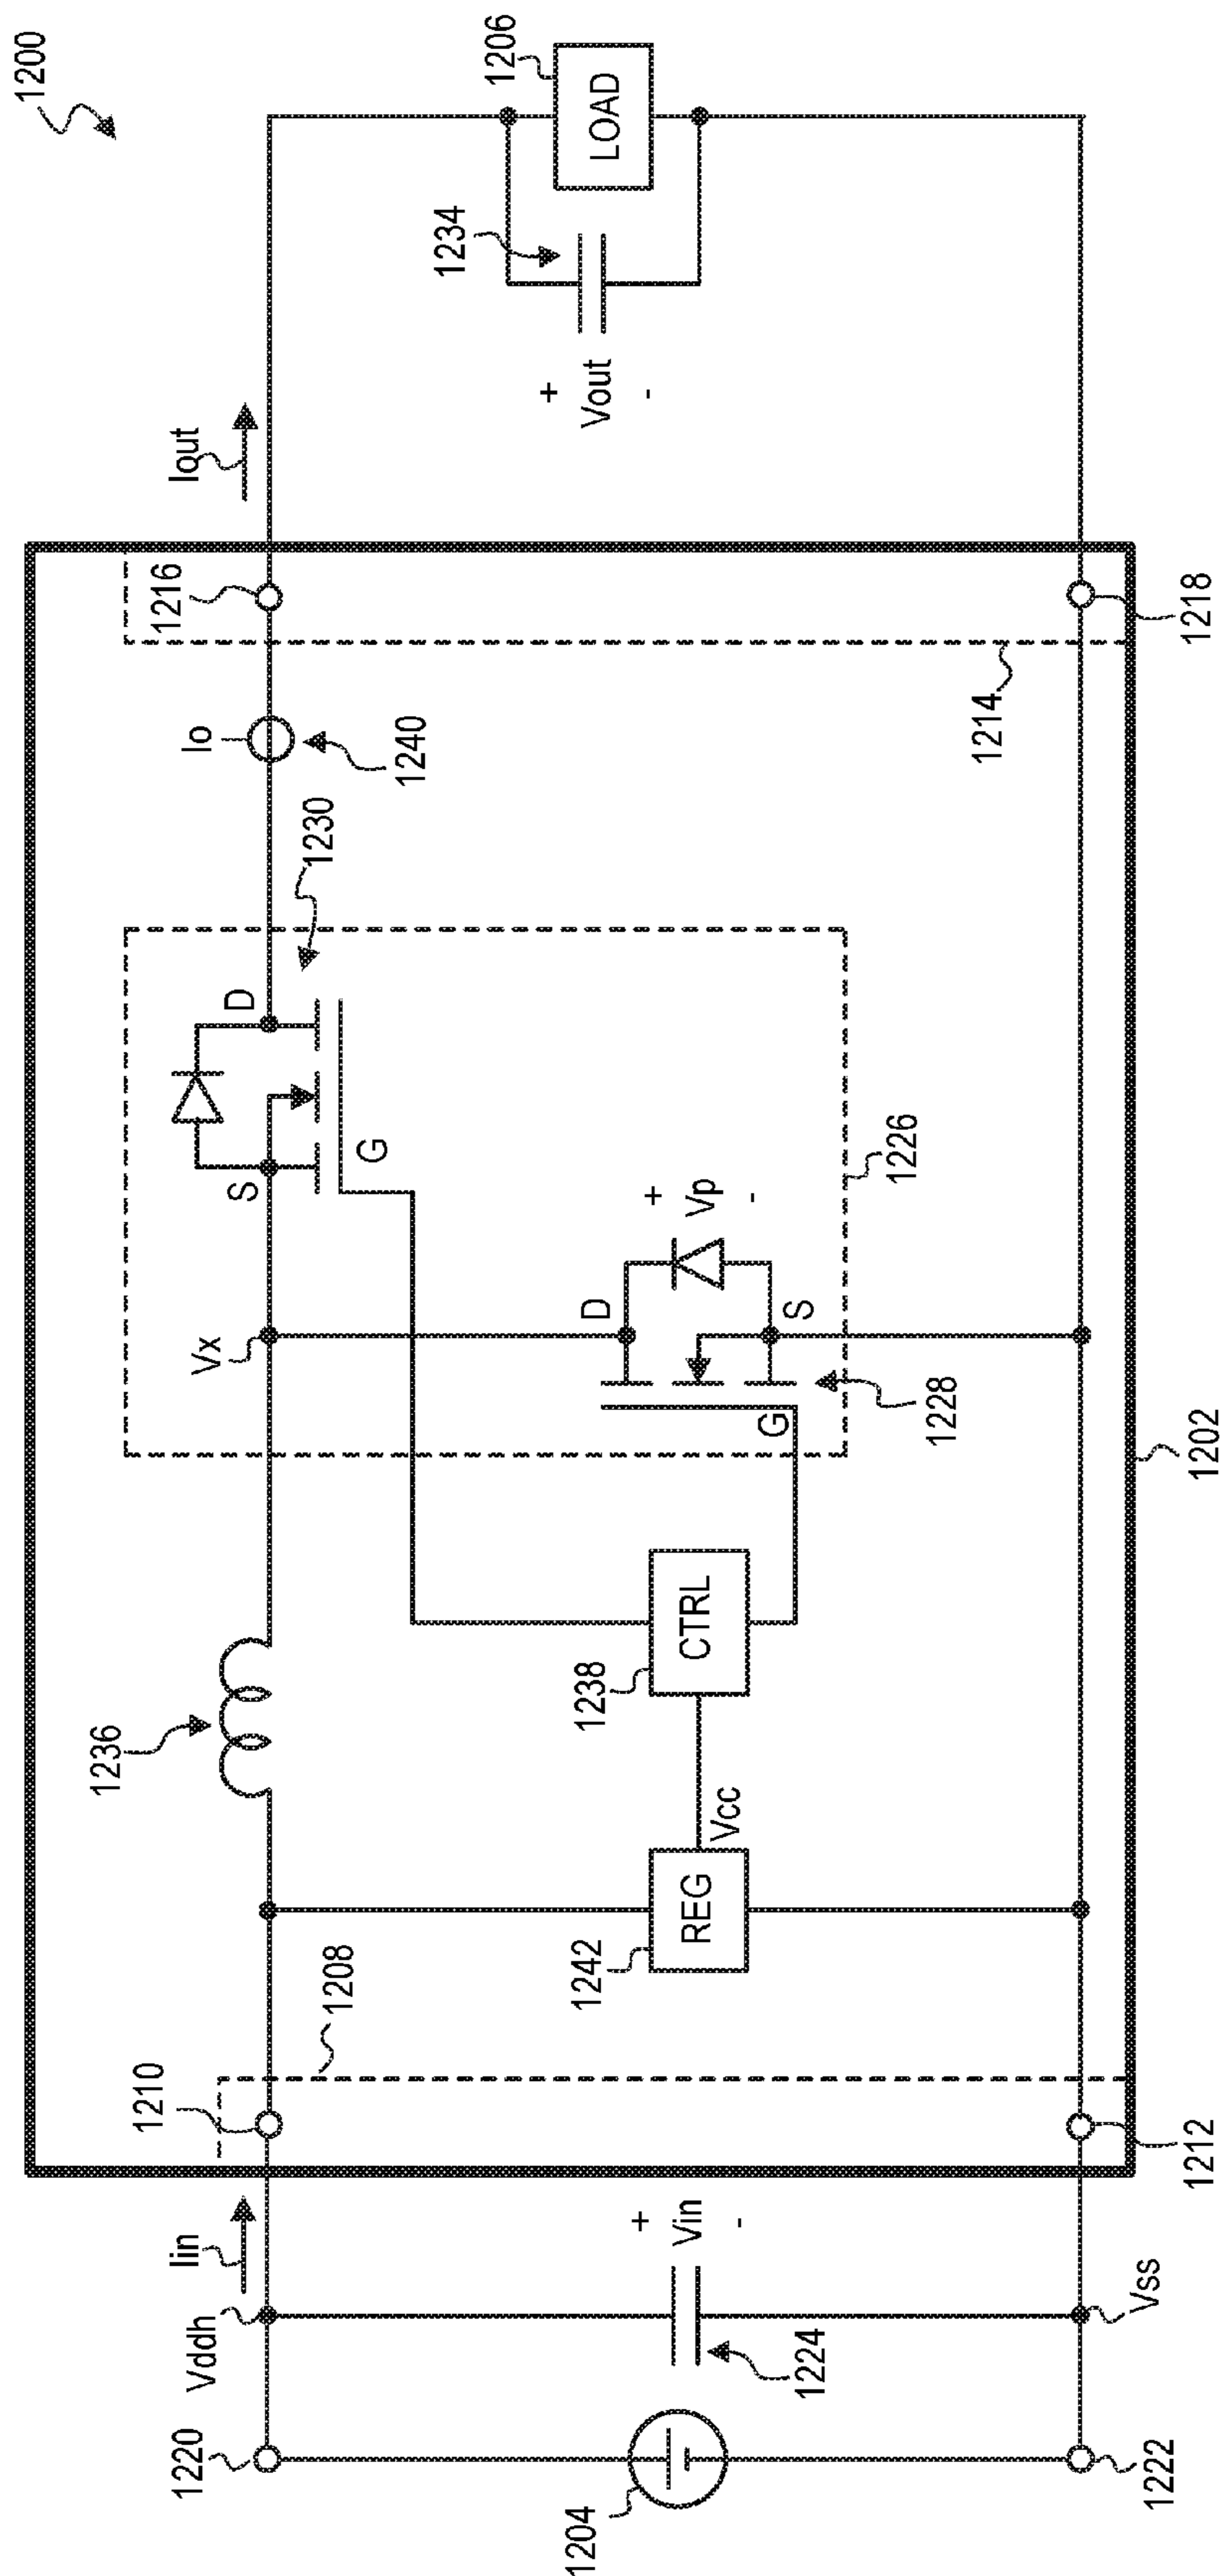 1200
Iout
1206
LOAD
1234
+
Vout
-
1216
1218
1214
Io
1240
1230
D
S
G
1226
Vx
D
+
Vp
-
S
G
1228
1202
1236
CTRL
1238
Vcc
REG
1242
1208
1210
1212
Iin
Vddh
+
Vin
-
1224
Vss
1220
1204
1222